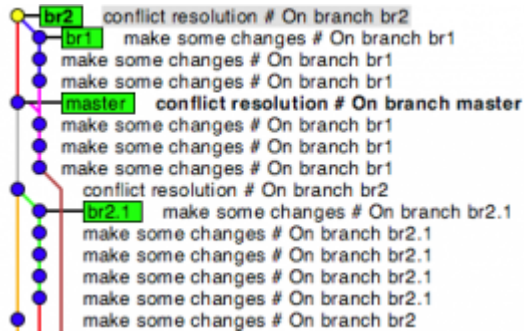 br2 conflict resolution # On branch br2
br1 make some changes # On branch br1
make some changes # On branch br1
make some changes # On branch br1
master conflict resolution # On branch master
make some changes # On branch br1
make some changes # On branch br1
make some changes # On branch br1
conflict resolution # On branch br2
br2.1 make some changes # On branch br2.1
make some changes # On branch br2.1
make some changes # On branch br2.1
make some changes # On branch br2.1
make some changes # On branch br2.1
make some changes # On branch br2